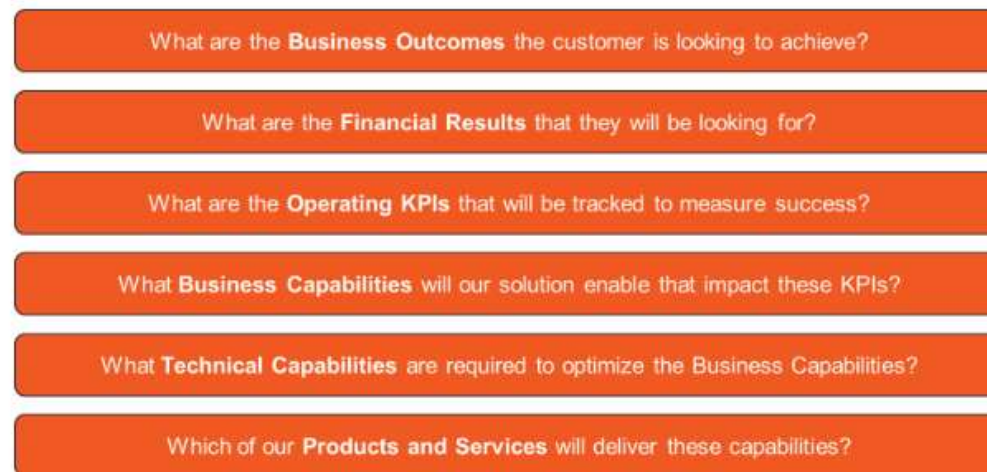 What are the Business Outcomes the customer is looking to achieve?
What are the Financial Results that they will be looking for?
What are the Operating KPIs that will be tracked to measure success?
What Business Capabilities will our solution enable that impact these KPIs?
What Technical Capabilities are required to optimize the Business Capabilities?
Which of our Products and Services will deliver these capabilities?